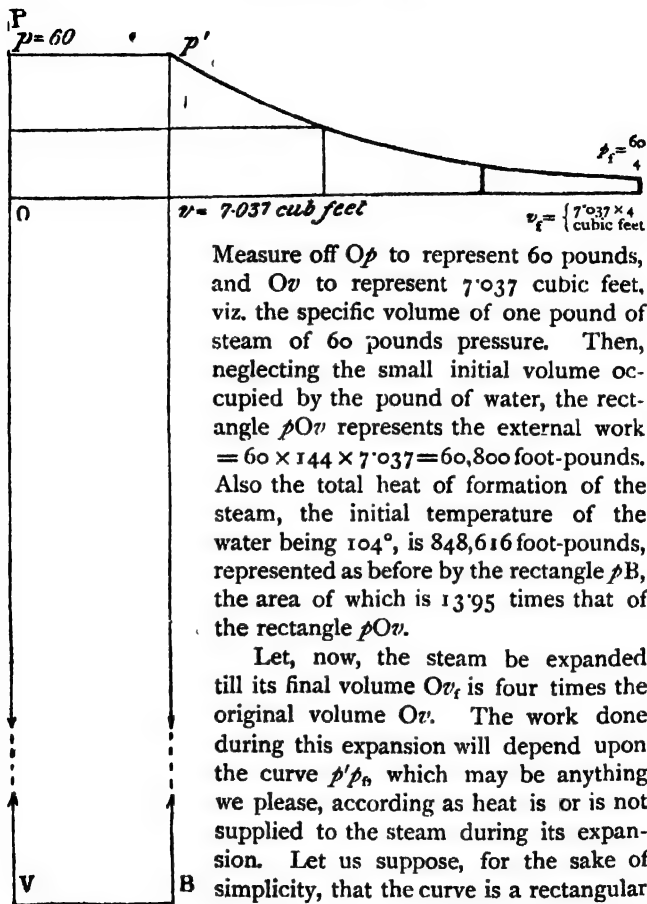 P
p=60
p'
p_f = 60/4
O
v = 7·037 cub feet
v_f = { 7·037 × 4 cubic feet
Measure off Op to represent 60 pounds,
and Ov to represent 7·037 cubic feet,
viz. the specific volume of one pound of
steam of 60 pounds pressure. Then,
neglecting the small initial volume oc-
cupied by the pound of water, the rect-
angle pOv represents the external work
= 60 × 144 × 7·037=60,800 foot-pounds.
Also the total heat of formation of the
steam, the initial temperature of the
water being 104°, is 848,616 foot-pounds,
represented as before by the rectangle pB,
the area of which is 13·95 times that of
the rectangle pOv.
Let, now, the steam be expanded
till its final volume Ov_f is four times the
original volume Ov. The work done
during this expansion will depend upon
the curve p'p_f, which may be anything
we please, according as heat is or is not
supplied to the steam during its expan-
sion. Let us suppose, for the sake of
simplicity, that the curve is a rectangular
V
B